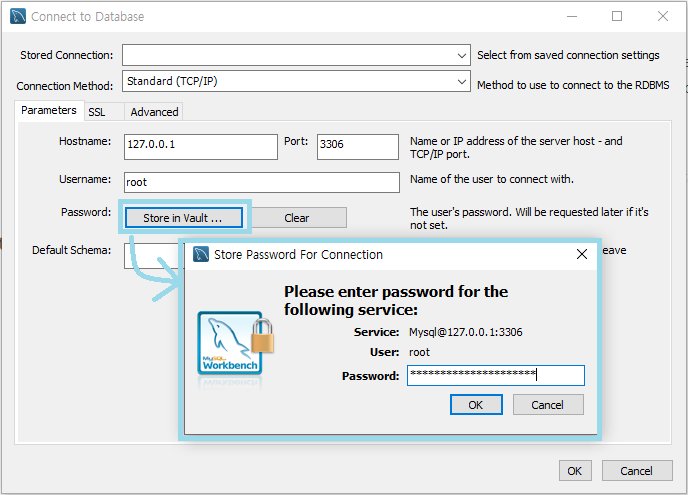 Connect to Database
Stored Connection:
Select from saved connection settings
Connection Method:
Standard (TCP/IP)
Method to use to connect to the RDBMS
Parameters
SSL
Advanced
Hostname:
127.0.0.1
Port:
3306
Name or IP address of the server host - and
TCP/IP port.
Username:
root
Name of the user to connect with.
Password:
Store in Vault ...
Clear
The user's password. Will be requested later if it's
not set.
Default Schema:
eave
Store Password For Connection
Please enter password for the
following service:
Service:
Mysql@127.0.0.1:3306
User:
root
Password:
*********************
OK
Cancel
MySQL
Workbench
OK
Cancel